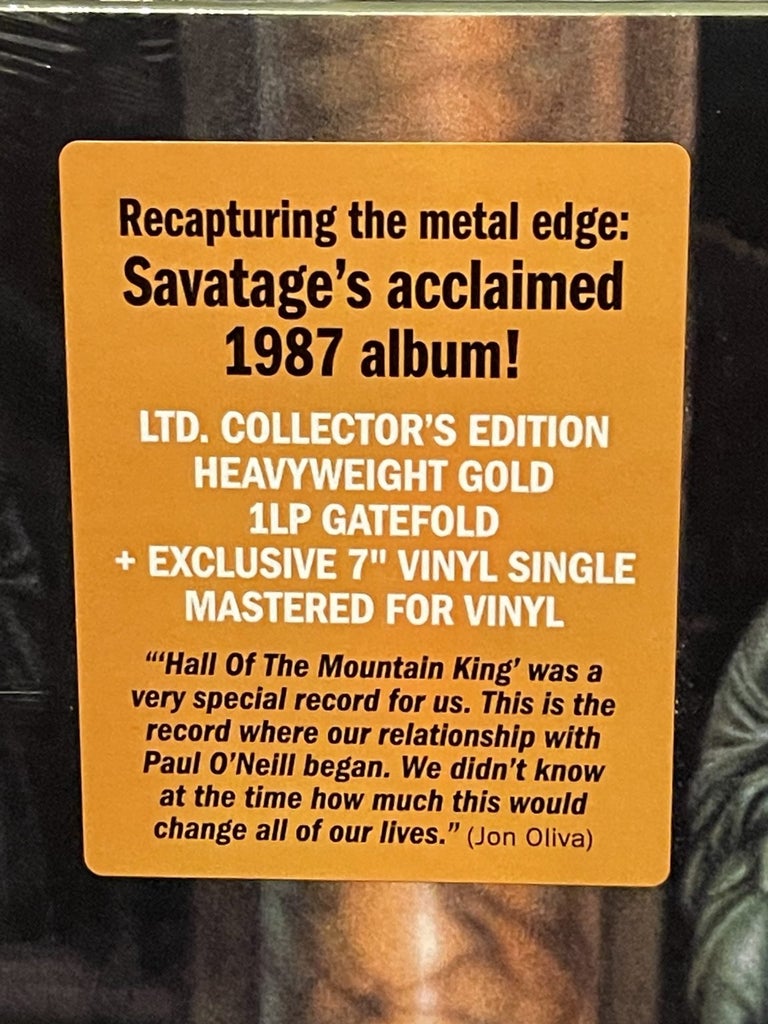 Recapturing the metal edge:
Savatage's acclaimed
1987 album!
LTD. COLLECTOR'S EDITION
HEAVYWEIGHT GOLD
1LP GATEFOLD
+ EXCLUSIVE 7" VINYL SINGLE
MASTERED FOR VINYL
"'Hall Of The Mountain King' was a
very special record for us. This is the
record where our relationship with
Paul O'Neill began. We didn't know
at the time how much this would
change all of our lives." (Jon Oliva)